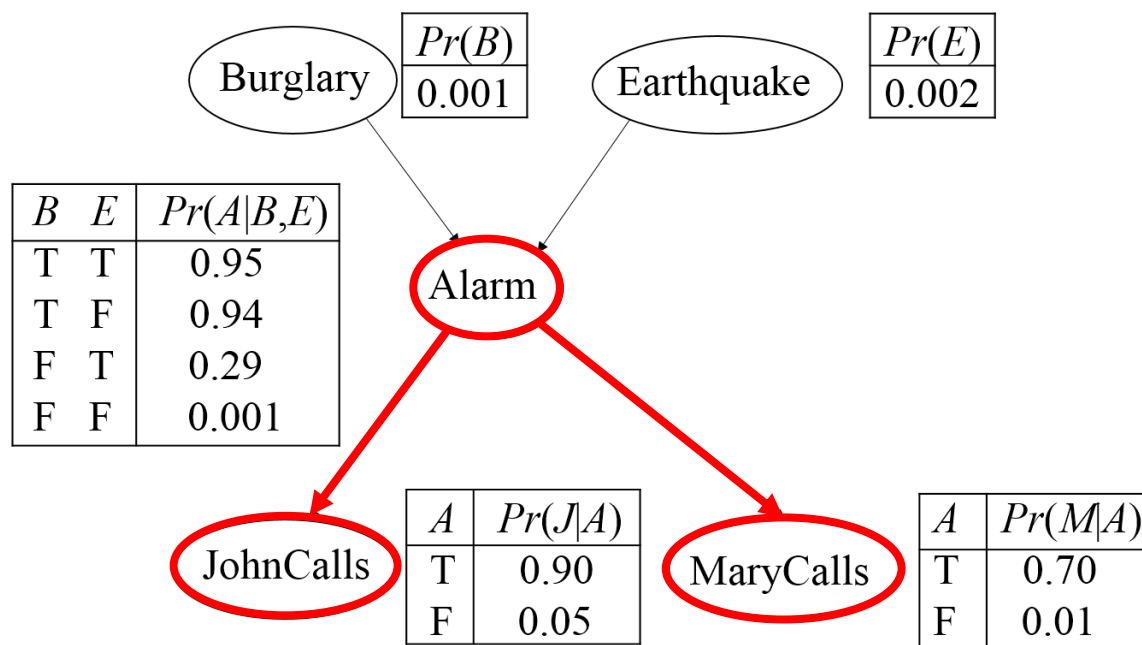 Burglary
Pr(B)
0.001
Earthquake
Pr(E)
0.002
B E Pr(A|B,E)
T T 0.95
T F 0.94
F T 0.29
F F 0.001
Alarm
JohnCalls
A Pr(J|A)
T 0.90
F 0.05
MaryCalls
A Pr(M|A)
T 0.70
F 0.01